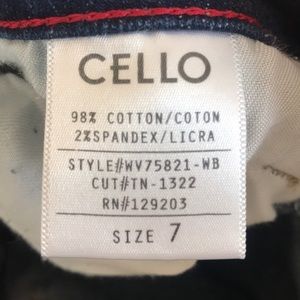 CELLO
98% COTTON/COTON
2%SPANDEX/LICRA
STYLE#WV75821-WB
CUT#TN-1322
RN#129203
SIZE 7